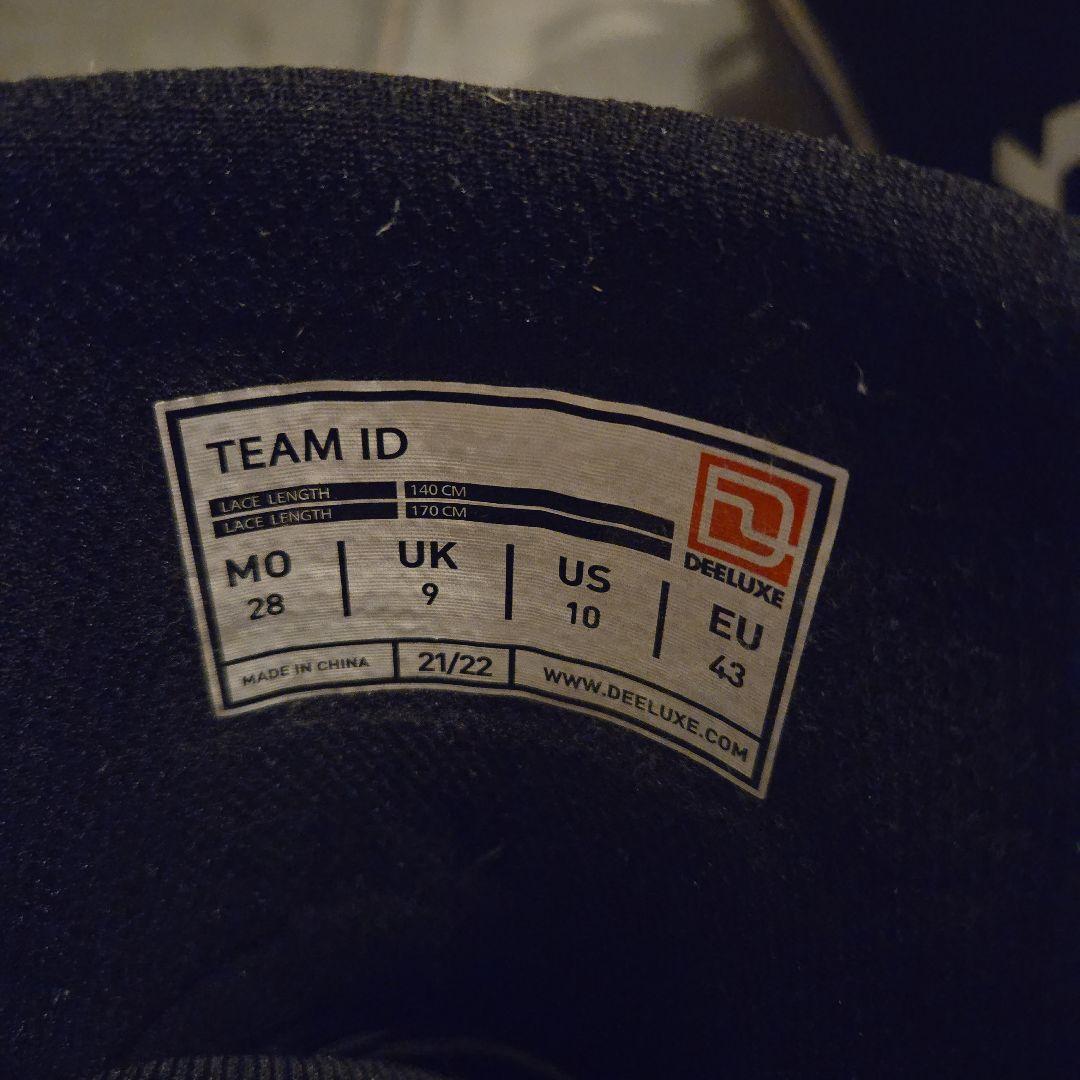 TEAM ID
LACE LENGTH 140 CM
LACE LENGTH 170 CM
DEELUXE
MO UK US EU
28 9 10 43
MADE IN CHINA 21/22 WWW.DEELUXE.COM